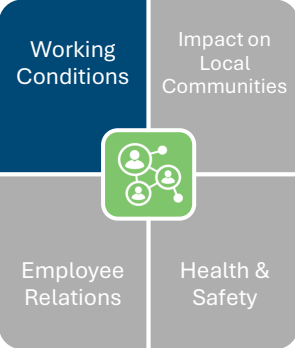 Working
Conditions
Impact on
Local
Communities
Employee
Relations
Health &
Safety